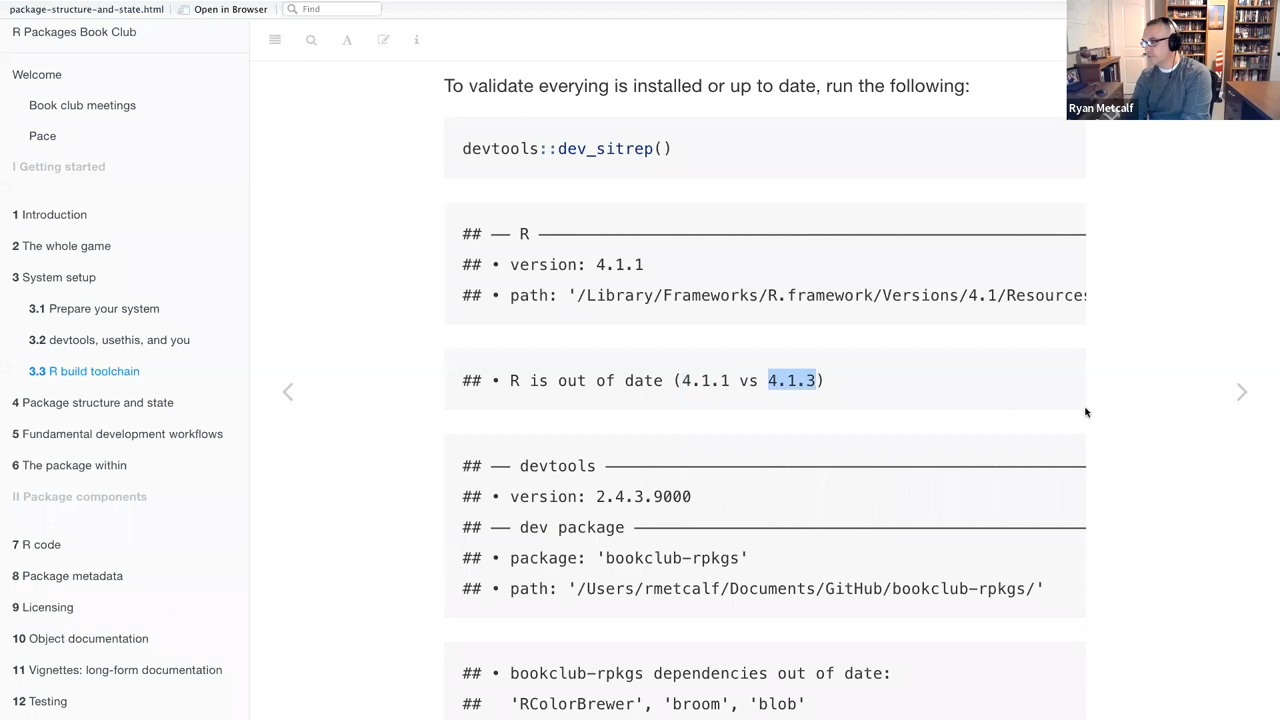 package-structure-and-state.html
Open in Browser
Find
R Packages Book Club
Welcome
Book club meetings
Pace
I Getting started
1 Introduction
2 The whole game
3 System setup
3.1 Prepare your system
3.2 devtools, usethis, and you
3.3 R build toolchain
4 Package structure and state
5 Fundamental development workflows
6 The package within
II Package components
7 R code
8 Package metadata
9 Licensing
10 Object documentation
11 Vignettes: long-form documentation
12 Testing
To validate everying is installed or up to date, run the following:
devtools::dev_sitrep()
## ── R ──────────────────────────────
## • version: 4.1.1
## • path: '/Library/Frameworks/R.framework/Versions/4.1/Resources
## • R is out of date (4.1.1 vs 4.1.3)
## ── devtools ──────────────────────────────
## • version: 2.4.3.9000
## ── dev package ──────────────────────────────
## • package: 'bookclub-rpkgs'
## • path: '/Users/rmetcalf/Documents/GitHub/bookclub-rpkgs/'
## • bookclub-rpkgs dependencies out of date:
## 'RColorBrewer', 'broom', 'blob'
Ryan Metcalf